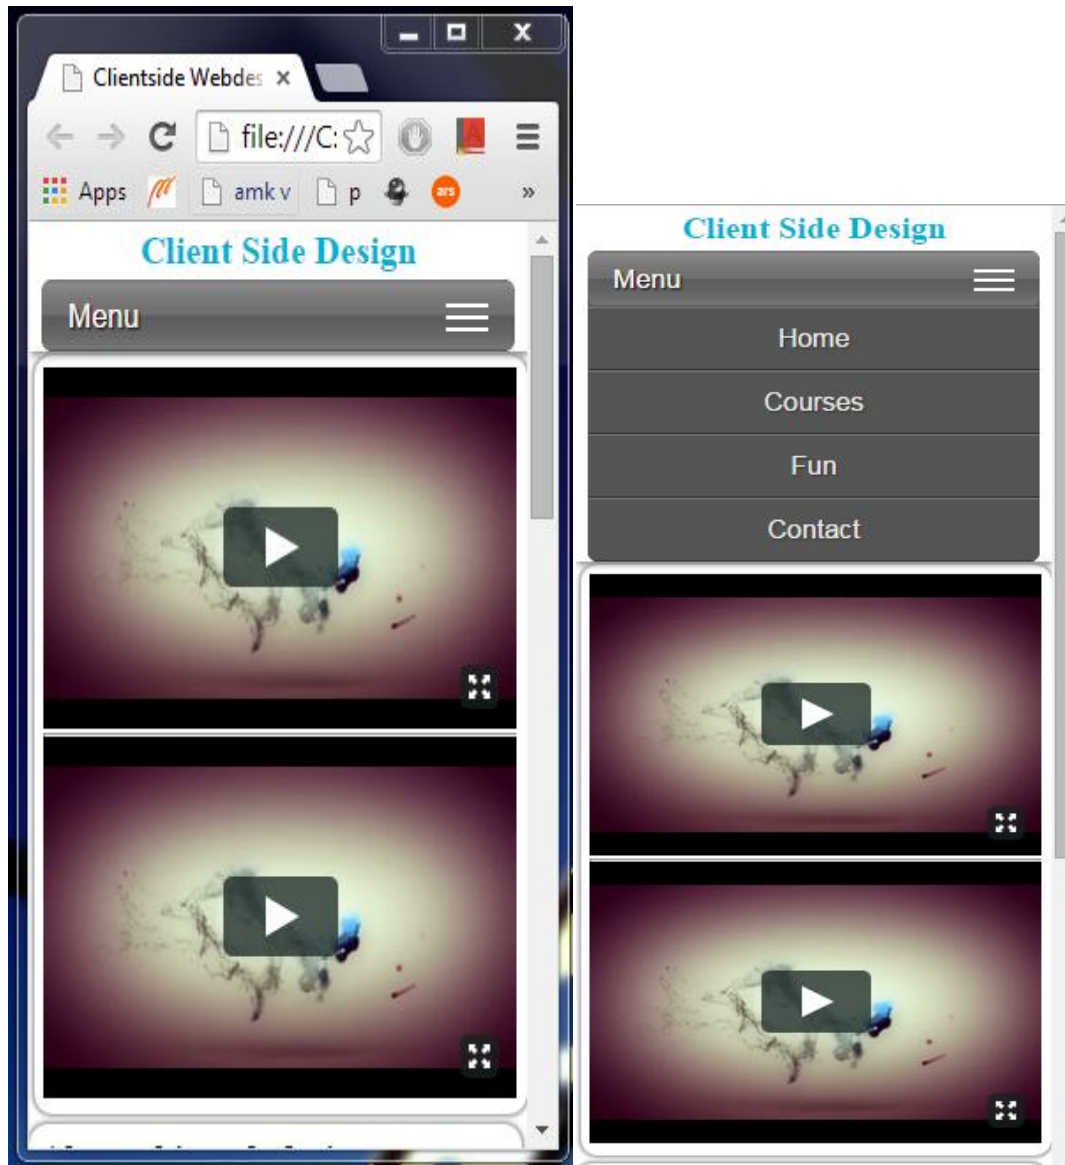 Clientside Webdes
file:///C:
Apps amk v p ars »
Client Side Design
Menu
Client Side Design
Menu
Home
Courses
Fun
Contact